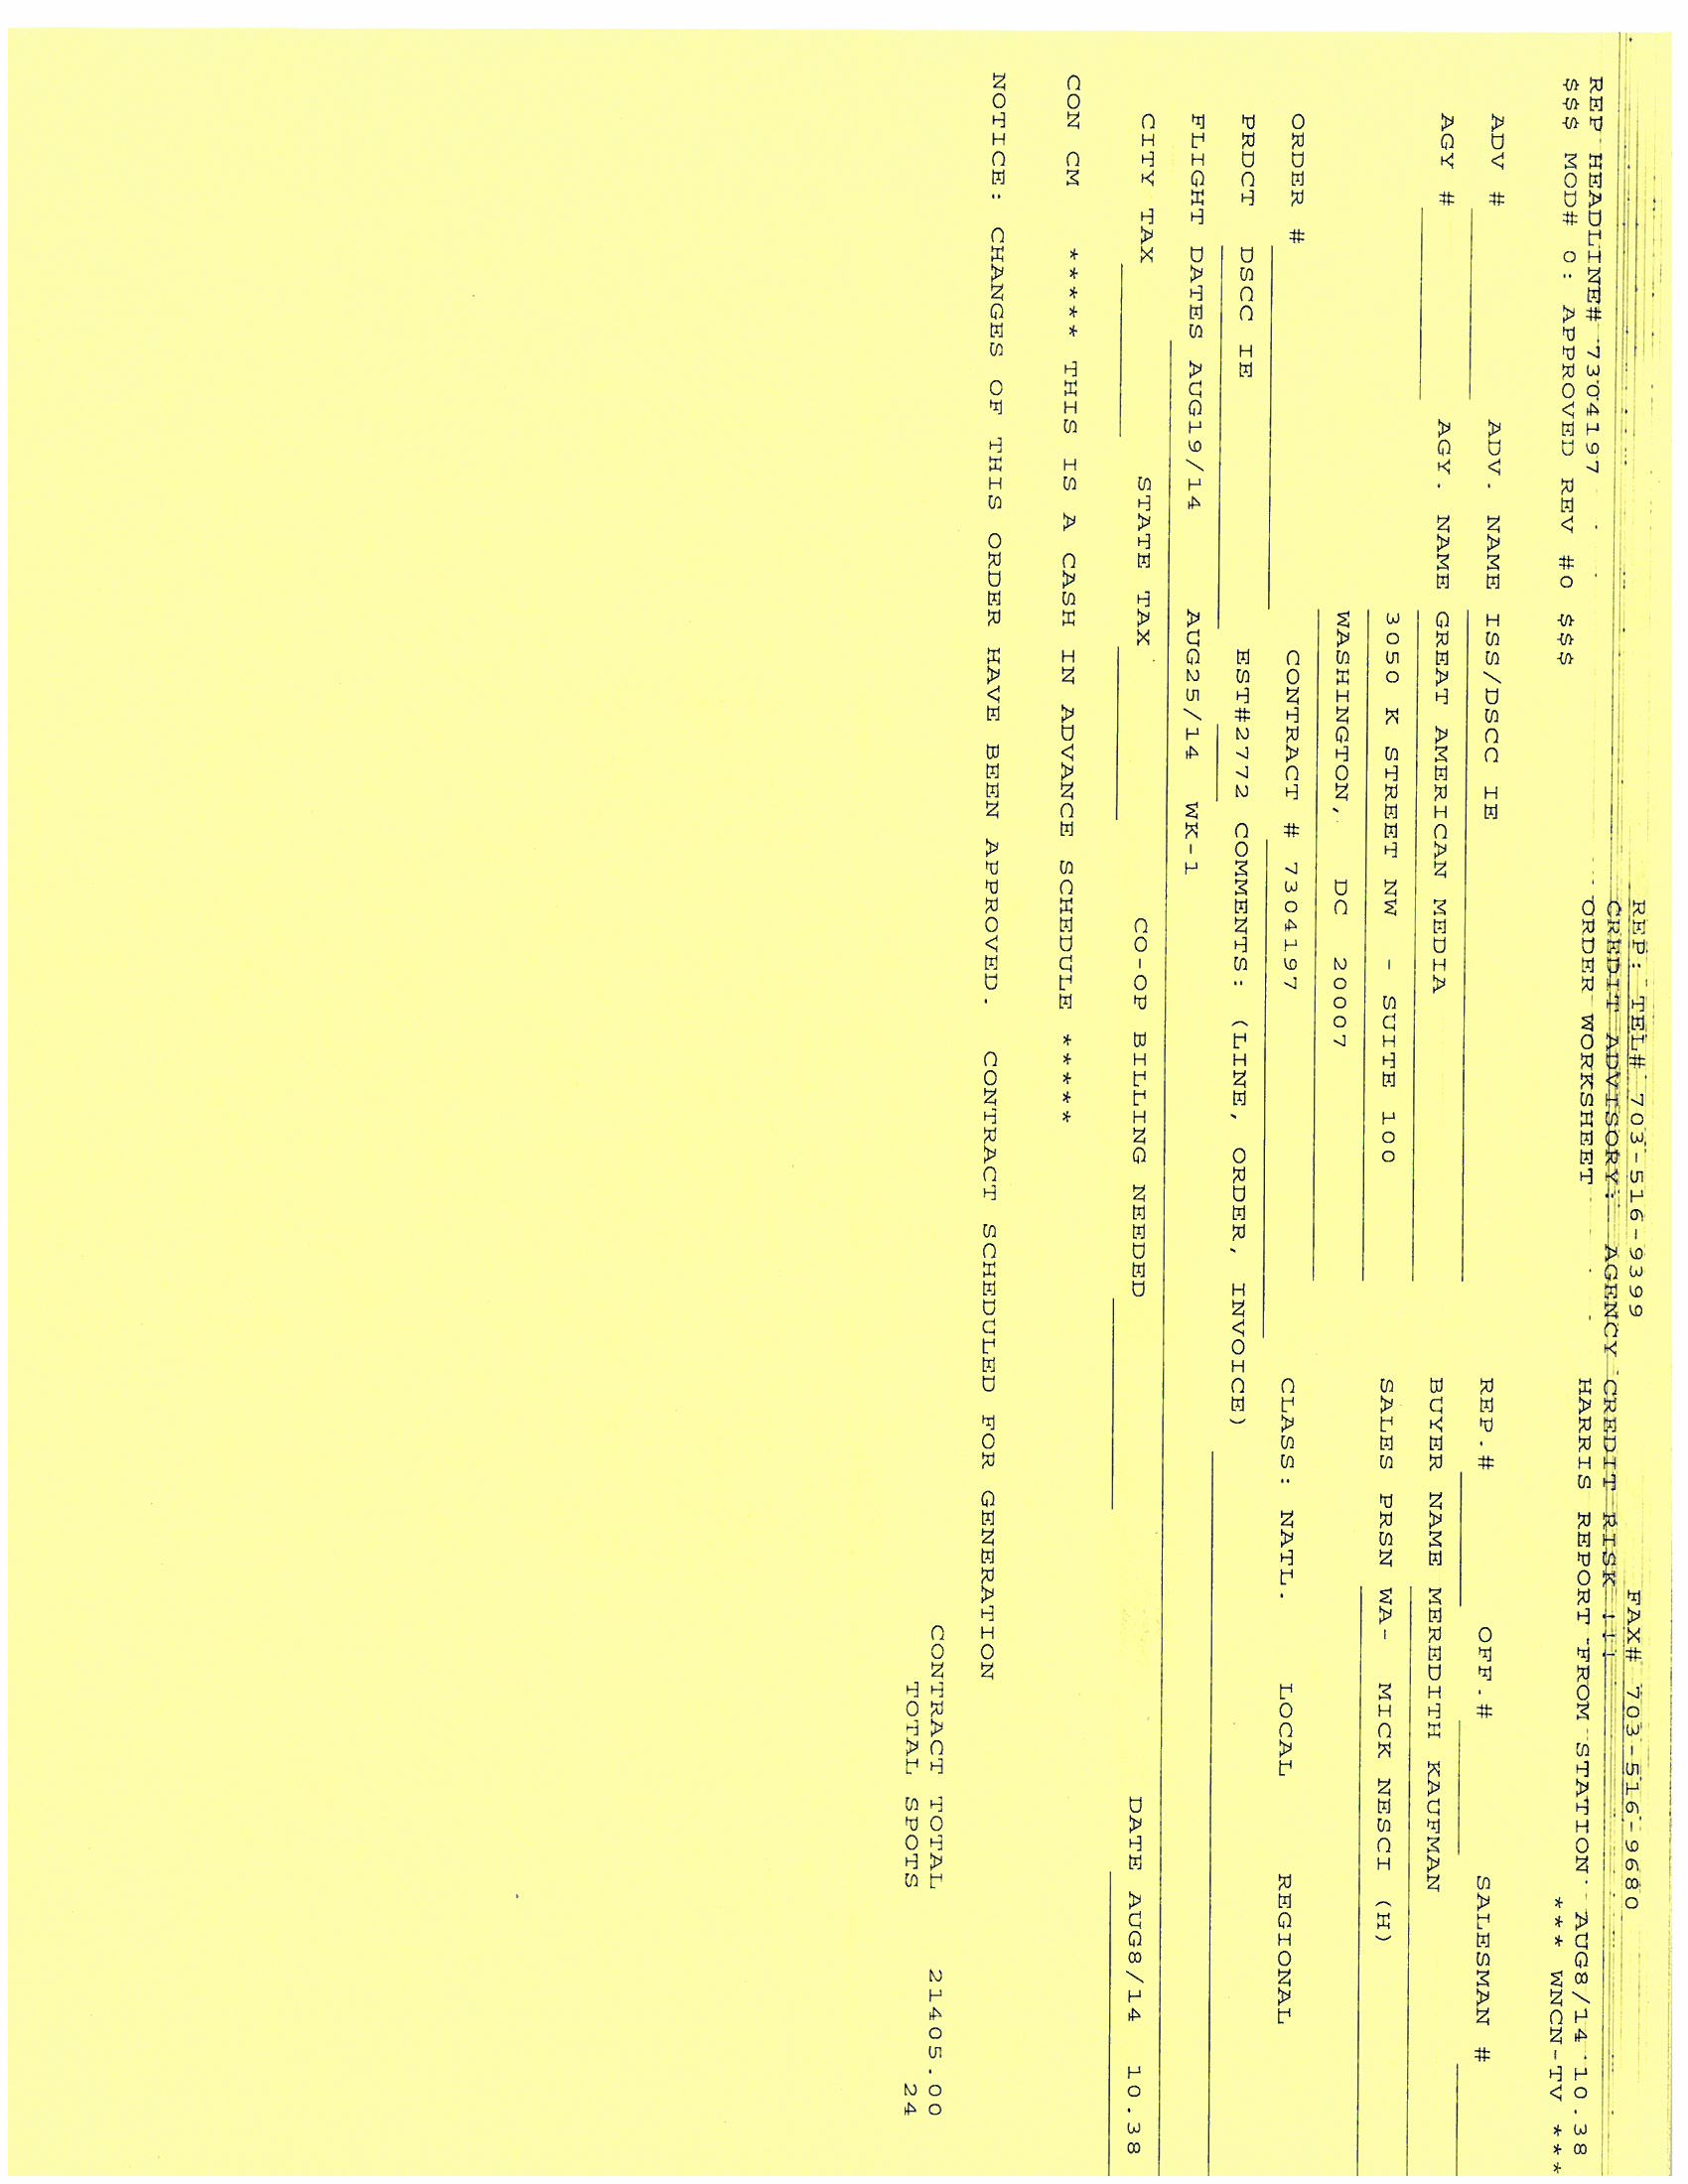 REP: TEL# 703-516-9399 FAX# 703-516-9680
CREDIT ADVISORY: AGENCY CREDIT RISK !!!
REP HEADLINE# 7304197 ORDER WORKSHEET HARRIS REPORT FROM STATION AUG8/14 10.38
$$$ MOD# 0: APPROVED REV #0 $$$ *** WNCN-TV ***
ADV # ADV. NAME ISS/DSCC IE REP.# OFF.# SALESMAN #
AGY # AGY. NAME GREAT AMERICAN MEDIA BUYER NAME MEREDITH KAUFMAN
3050 K STREET NW - SUITE 100 SALES PRSN WA- MICK NESCI (H)
WASHINGTON, DC 20007
ORDER # CONTRACT # 7304197 CLASS: NATL. LOCAL REGIONAL
PRDCT DSCC IE EST#2772 COMMENTS: (LINE, ORDER, INVOICE)
FLIGHT DATES AUG19/14 AUG25/14 WK-1
CITY TAX STATE TAX CO-OP BILLING NEEDED DATE AUG8/14 10.38
CON CM ***** THIS IS A CASH IN ADVANCE SCHEDULE *****
NOTICE: CHANGES OF THIS ORDER HAVE BEEN APPROVED. CONTRACT SCHEDULED FOR GENERATION
CONTRACT TOTAL 21405.00
TOTAL SPOTS 24